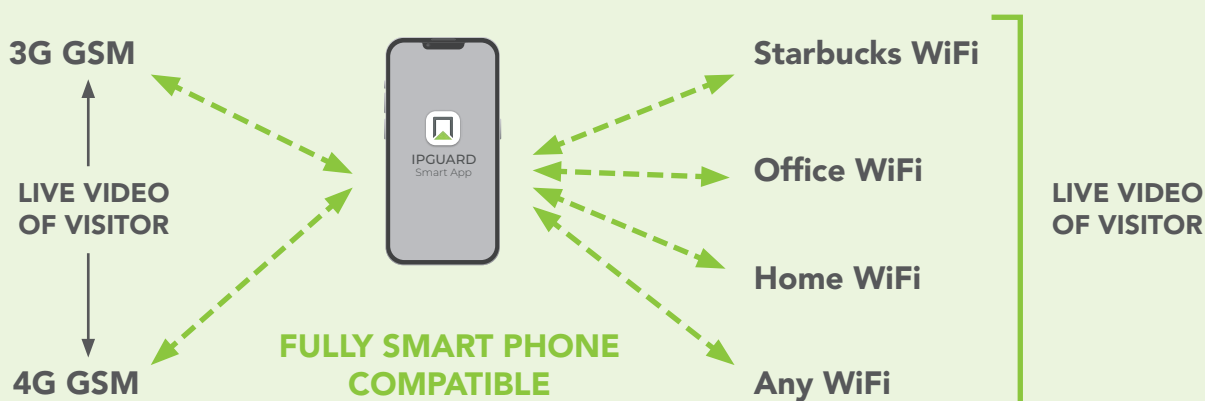 3G GSM
LIVE VIDEO
OF VISITOR
4G GSM
IPGUARD
Smart App
FULLY SMART PHONE
COMPATIBLE
Starbucks WiFi
Office WiFi
Home WiFi
Any WiFi
LIVE VIDEO
OF VISITOR